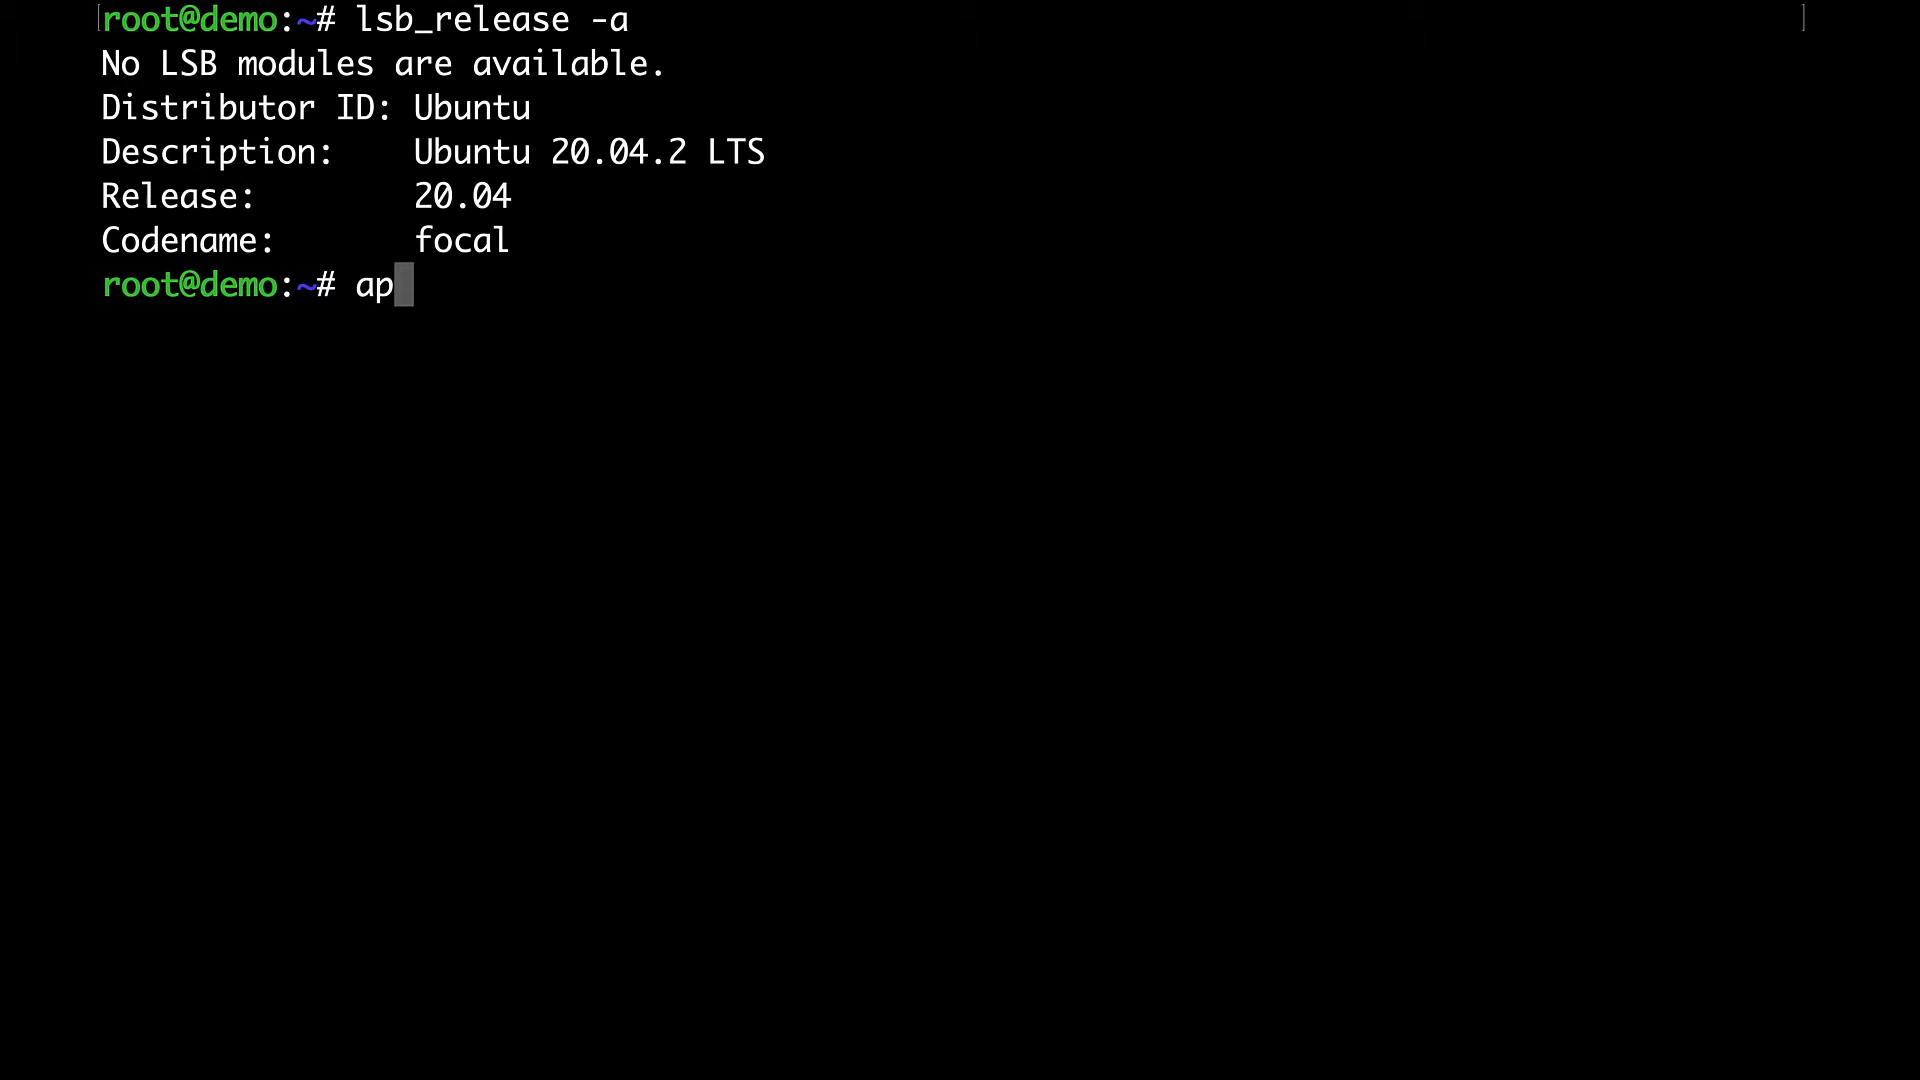 [root@demo:~# lsb_release -a ]
No LSB modules are available.
Distributor ID: Ubuntu
Description:    Ubuntu 20.04.2 LTS
Release:        20.04
Codename:       focal
root@demo:~# ap